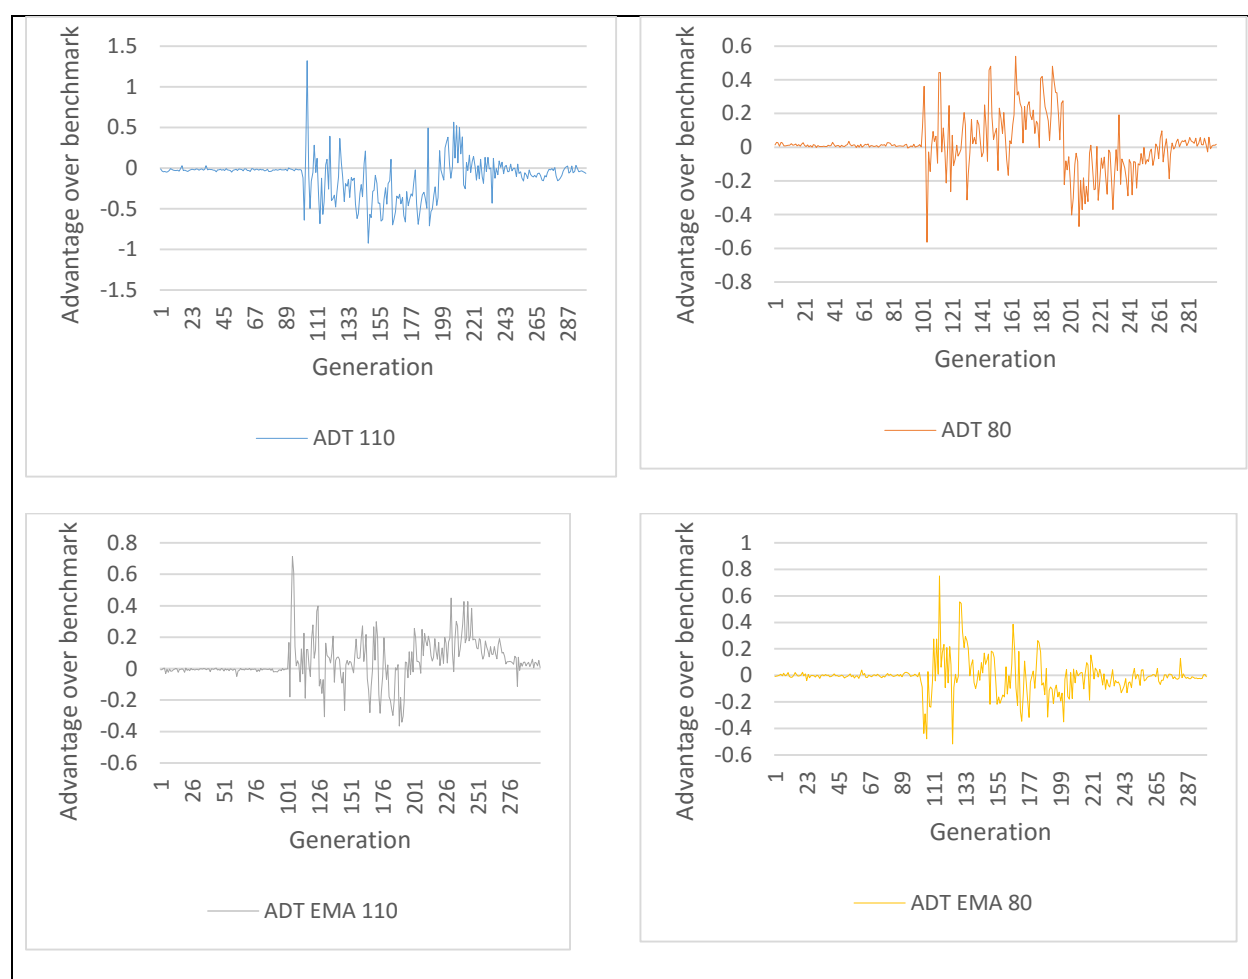 Advantage over benchmark
1.5
1
0.5
0
-0.5
-1
-1.5
1 23 45 67 89 111 133 155 177 199 221 243 265 287
Generation
ADT 110
Advantage over benchmark
0.6
0.4
0.2
0
-0.2
-0.4
-0.6
-0.8
1 21 41 61 81 101 121 141 161 181 201 221 241 261 281
Generation
ADT 80
Advantage over benchmark
0.8
0.6
0.4
0.2
0
-0.2
-0.4
-0.6
1 26 51 76 101 126 151 176 201 226 251 276
Generation
ADT EMA 110
Advantage over benchmark
1
0.8
0.6
0.4
0.2
0
-0.2
-0.4
-0.6
1 23 45 67 89 111 133 155 177 199 221 243 265 287
Generation
ADT EMA 80